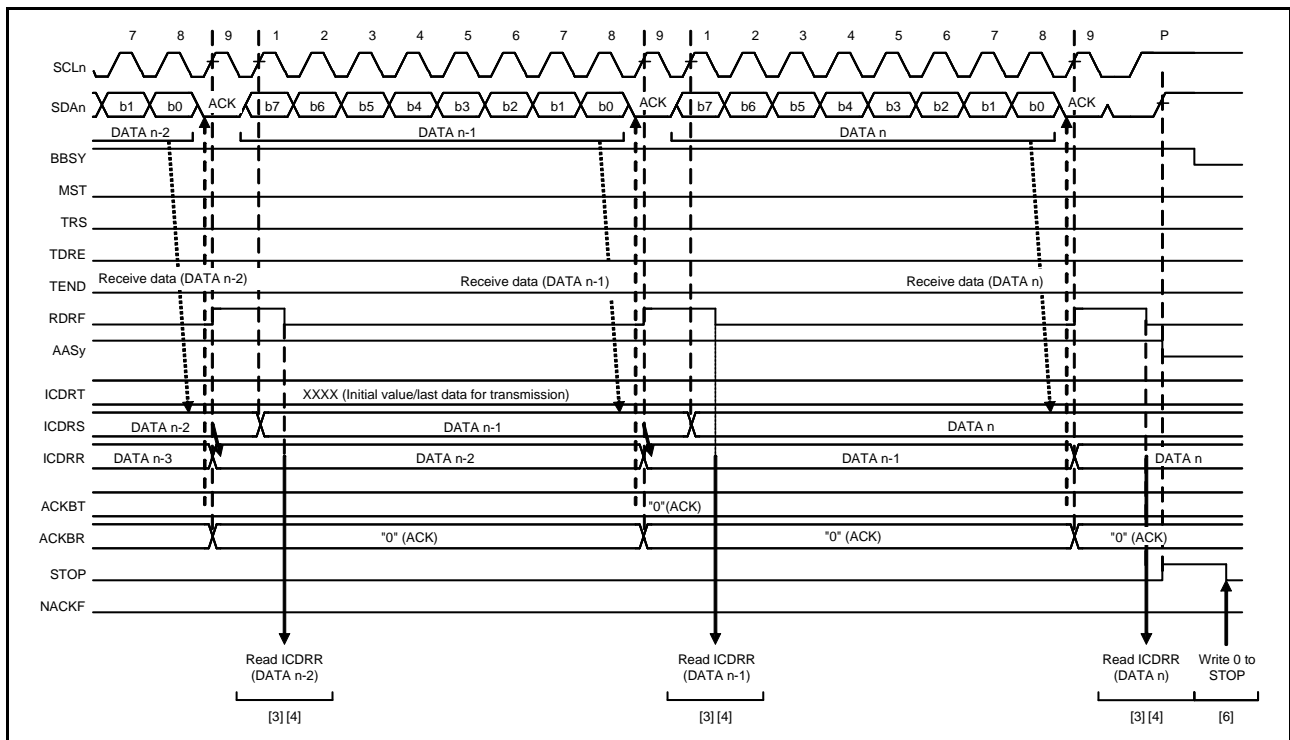 7 8 9 1 2 3 4 5 6 7 8 9 1 2 3 4 5 6 7 8 9 P
SCLn
SDAn b1 b0 ACK b7 b6 b5 b4 b3 b2 b1 b0 ACK b7 b6 b5 b4 b3 b2 b1 b0 ACK
DATA n-2 DATA n-1 DATA n
BBSY
MST
TRS
TDRE
Receive data (DATA n-2) Receive data (DATA n-1) Receive data (DATA n)
TEND
RDRF
AASy
ICDRT XXXX (Initial value/last data for transmission)
ICDRS DATA n-2 DATA n-1 DATA n
ICDRR DATA n-3 DATA n-2 DATA n-1 DATA n
ACKBT "0"(ACK)
ACKBR "0" (ACK) "0" (ACK) "0" (ACK)
STOP
NACKF
Read ICDRR Read ICDRR Read ICDRR Write 0 to
(DATA n-2) (DATA n-1) (DATA n) STOP
[3] [4] [3] [4] [3] [4] [6]